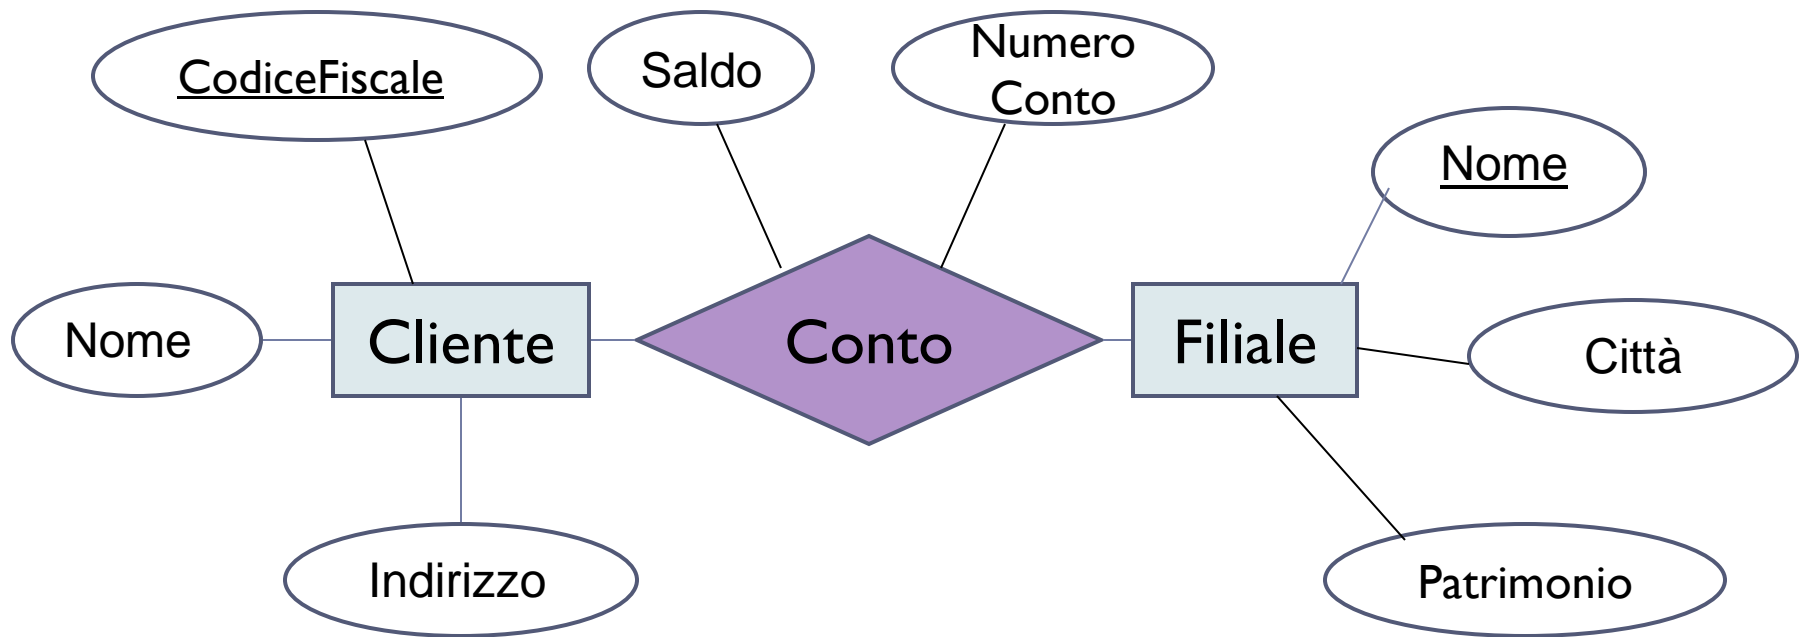 CodiceFiscale
Saldo
Numero
Conto
Nome
Nome
Cliente
Conto
Filiale
Città
Indirizzo
Patrimonio